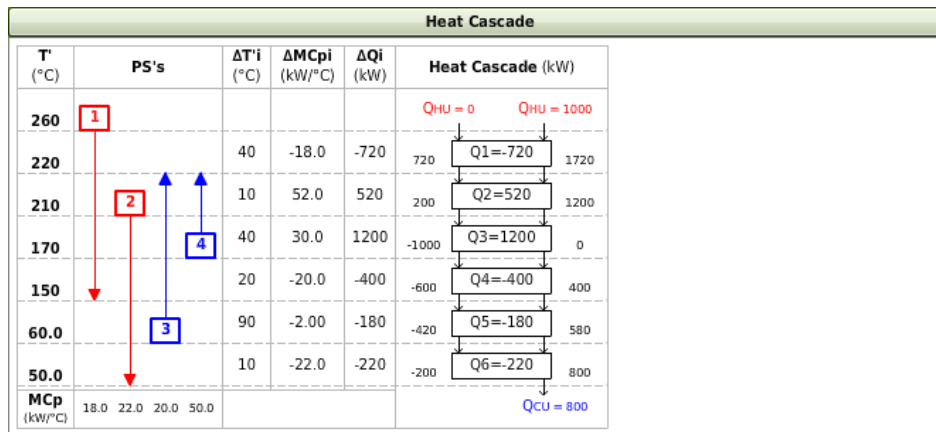 Heat Cascade
T' (°C) PS's ΔT'i (°C) ΔMCpi (kW/°C) ΔQi (kW) Heat Cascade (kW)
QHU = 0 QHU = 1000
260 1
40 -18.0 -720 720 Q1=-720 1720
220
10 52.0 520 200 Q2=520 1200
210 2
40 30.0 1200 -1000 Q3=1200 0
170 4
20 -20.0 -400 -600 Q4=-400 400
150
90 -2.00 -180 -420 Q5=-180 580
60.0 3
10 -22.0 -220 -200 Q6=-220 800
50.0
MCp (kW/°C) 18.0 22.0 20.0 50.0 QCU = 800